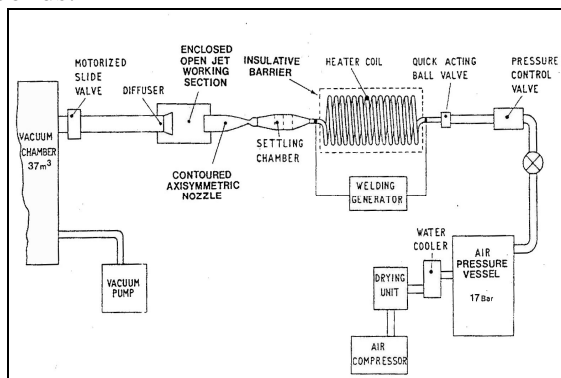 MOTORIZED
SLIDE
VALVE
DIFFUSER
ENCLOSED
OPEN JET
WORKING
SECTION
INSULATIVE
BARRIER
HEATER COIL
QUICK ACTING
BALL VALVE
PRESSURE
CONTROL
VALVE
VACUUM
CHAMBER
37m³
CONTOURED
AXISYMMETRIC
NOZZLE
SETTLING
CHAMBER
WELDING
GENERATOR
VACUUM
PUMP
WATER
COOLER
AIR
PRESSURE
VESSEL
17 Bar
DRYING
UNIT
AIR
COMPRESSOR